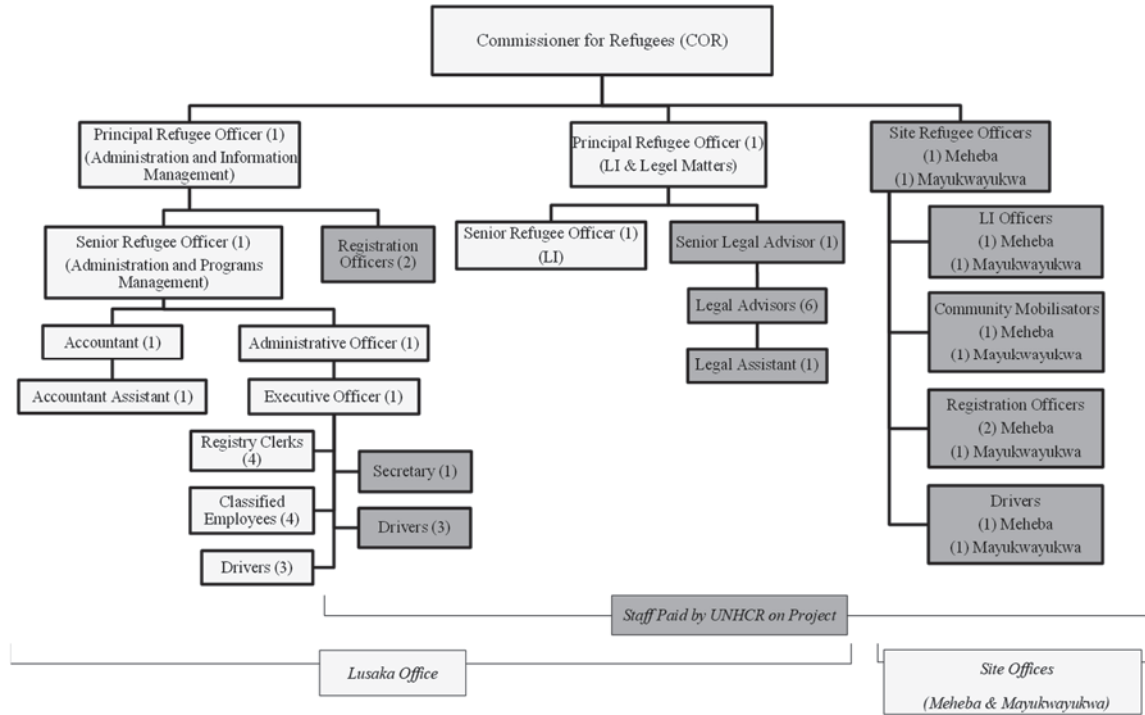 Commissioner for Refugees (COR)
Principal Refugee Officer (1)
(Administration and Information
Management)
Principal Refugee Officer (1)
(LI & Legel Matters)
Site Refugee Officers
(1) Meheba
(1) Mayukwayukwa
Senior Refugee Officer (1)
(Administration and Programs
Management)
Registration
Officers (2)
Senior Refugee Officer (1)
(LI)
Senior Legal Advisor (1)
LI Officers
(1) Meheba
(1) Mayukwayukwa
Legal Advisors (6)
Community Mobilisators
(1) Meheba
(1) Mayukwayukwa
Accountant (1)
Administrative Officer (1)
Legal Assistant (1)
Accountant Assistant (1)
Executive Officer (1)
Registration Officers
(2) Meheba
(1) Mayukwayukwa
Registry Clerks
(4)
Secretary (1)
Classified
Employees (4)
Drivers (3)
Drivers (3)
Drivers
(1) Meheba
(1) Mayukwayukwa
Staff Paid by UNHCR on Project
Lusaka Office
Site Offices
(Meheba & Mayukwayukwa)